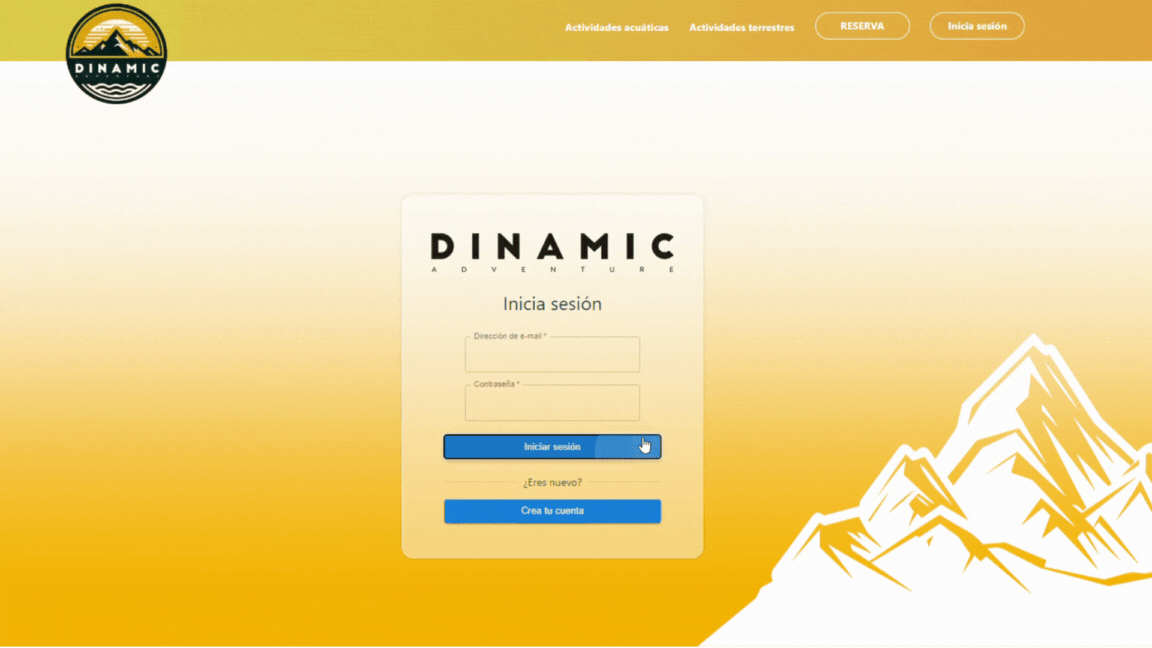 Actividades acuáticas
Actividades terrestres
RESERVA
Inicia sesión
DINAMIC
DINAMIC
ADVENTURE
Inicia sesión
Dirección de e-mail *
Contraseña *
Iniciar sesión
¿Eres nuevo?
Crea tu cuenta